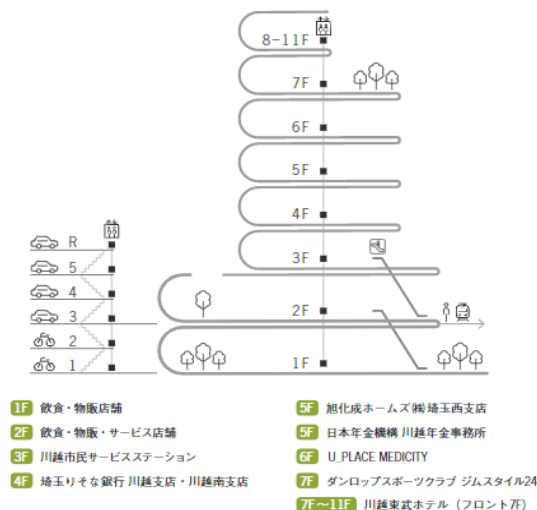 8-11F
7F
6F
5F
4F
3F
2F
1F
R
5
4
3
2
1
1F 飲食・物販店舗
2F 飲食・物販・サービス店舗
3F 川越市民サービスステーション
4F 埼玉りそな銀行 川越支店・川越南支店
5F 旭化成ホームズ㈱埼玉西支店
5F 日本年金機構 川越年金事務所
6F U_PLACE MEDICITY
7F ダンロップスポーツクラブ ジムスタイル24
7F～11F 川越東武ホテル（フロント7F）